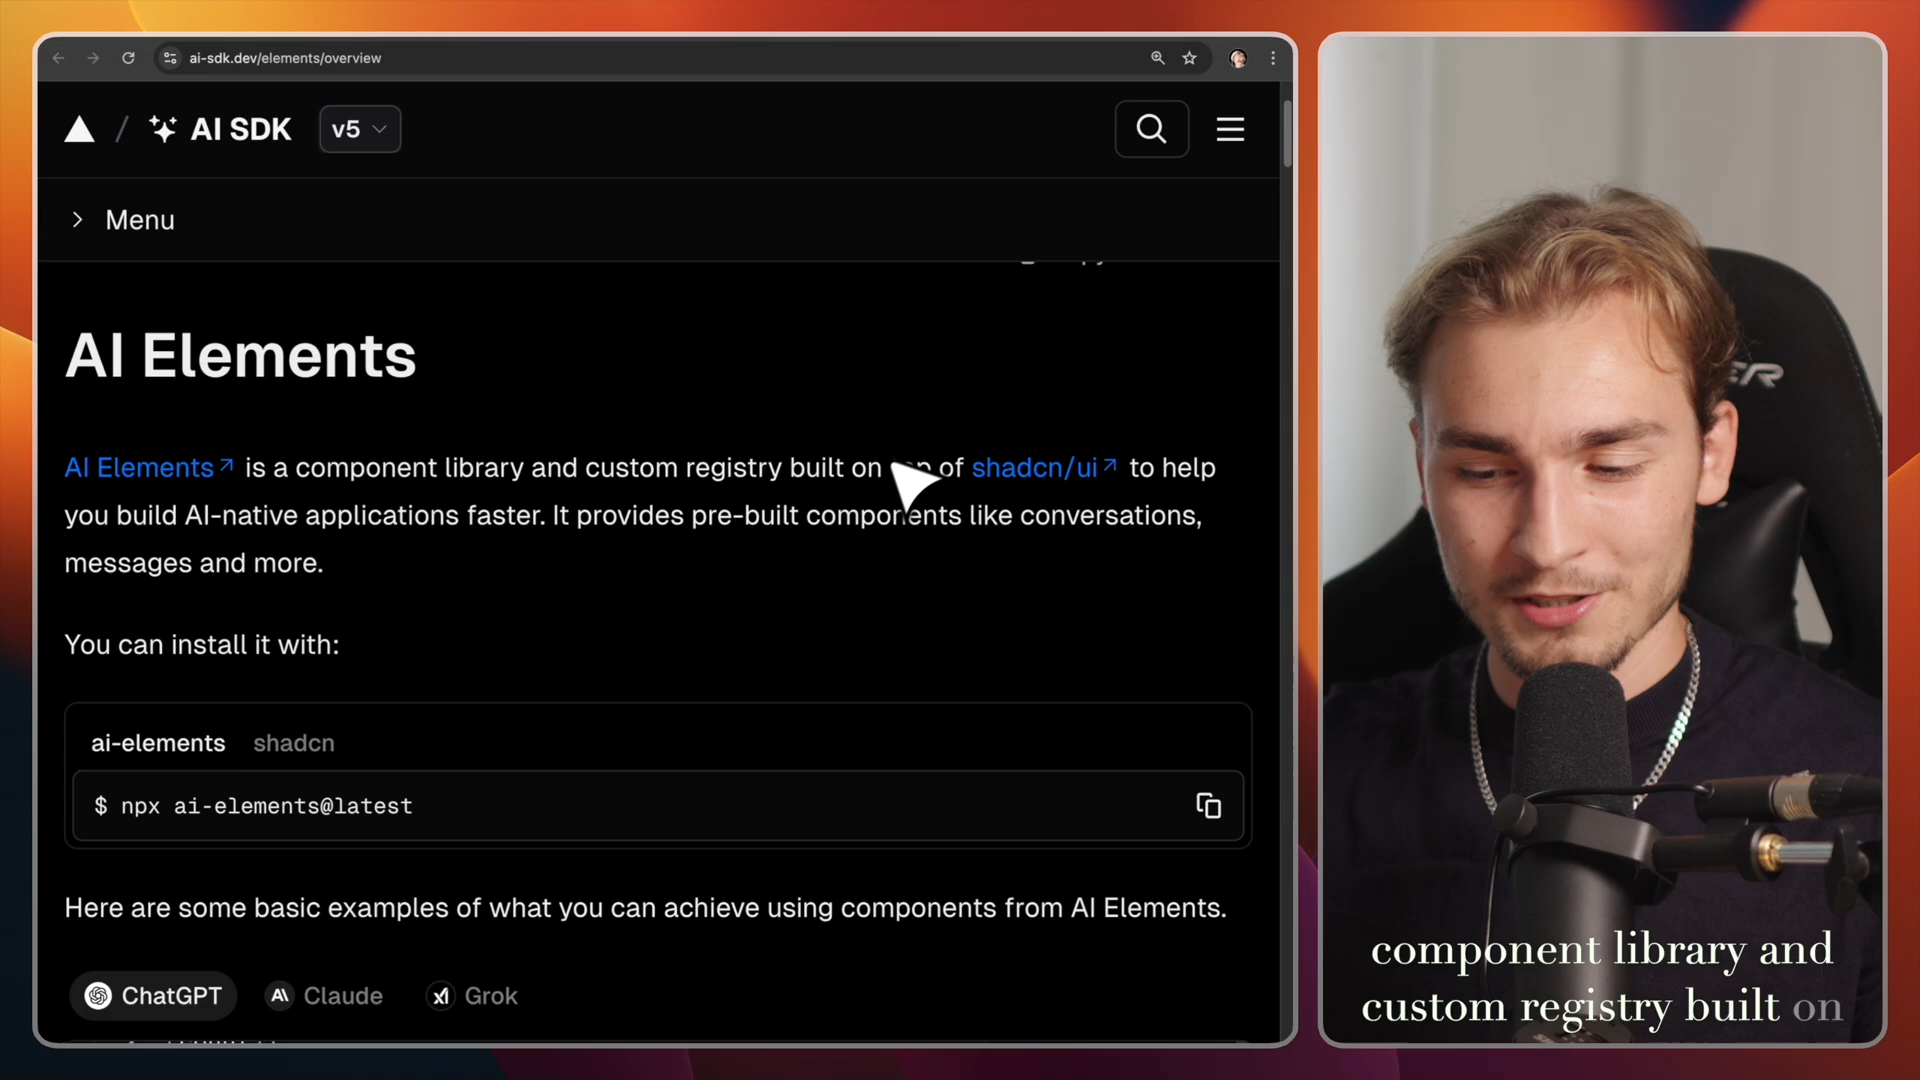 ai-sdk.dev/elements/overview
/ AI SDK v5
Menu
AI Elements
AI Elements is a component library and custom registry built on of shadcn/ui to help
you build AI-native applications faster. It provides pre-built components like conversations,
messages and more.
You can install it with:
ai-elements shadcn
$ npx ai-elements@latest
Here are some basic examples of what you can achieve using components from AI Elements.
ChatGPT Claude Grok
component library and
custom registry built on